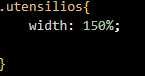 .utensilios{
width: 150%;
}